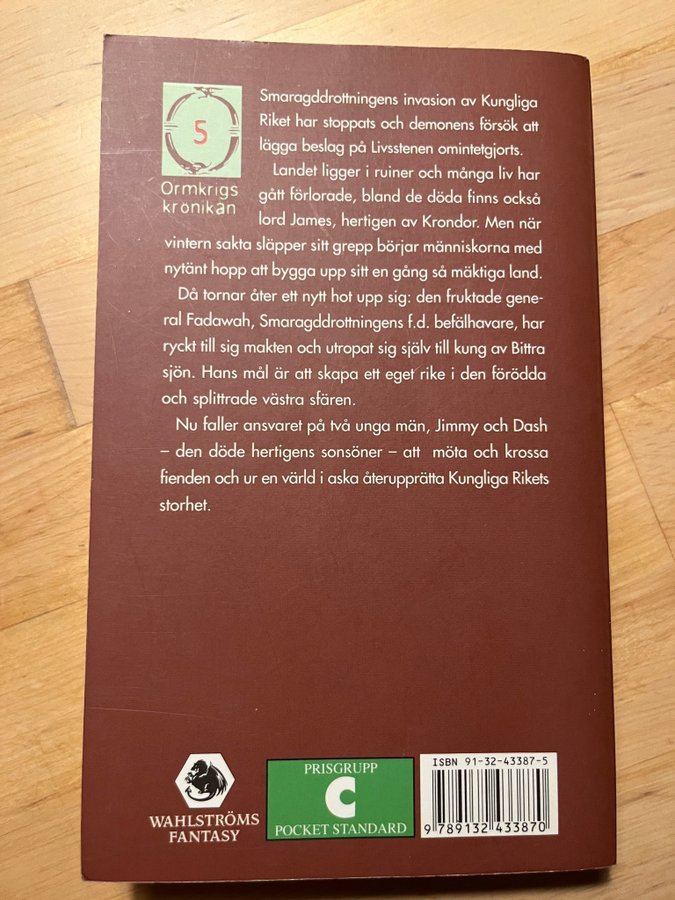 5
Ormkrigs
krönikan
Smaragddrottningens invasion av Kungliga
Riket har stoppats och demonens försök att
lägga beslag på Livsstenen omintetgjorts.
Landet ligger i ruiner och många liv har
gått förlorade, bland de döda finns också
lord James, hertigen av Krondor. Men när
vintern sakta släpper sitt grepp börjar människorna med
nytänt hopp att bygga upp sitt en gång så mäktiga land.
Då tornar åter ett nytt hot upp sig: den fruktade gene-
ral Fadawah, Smaragddrottningens f.d. befälhavare, har
ryckt till sig makten och utropat sig själv till kung av Bittra
sjön. Hans mål är att skapa ett eget rike i den förödda
och splittrade västra sfären.
Nu faller ansvaret på två unga män, Jimmy och Dash
– den döde hertigens sonsöner – att möta och krossa
fienden och ur en värld i aska återupprätta Kungliga Rikets
storhet.
WAHLSTRÖMS
FANTASY
PRISGRUPP
C
POCKET STANDARD
ISBN 91-32-43387-5
9 789132 433870